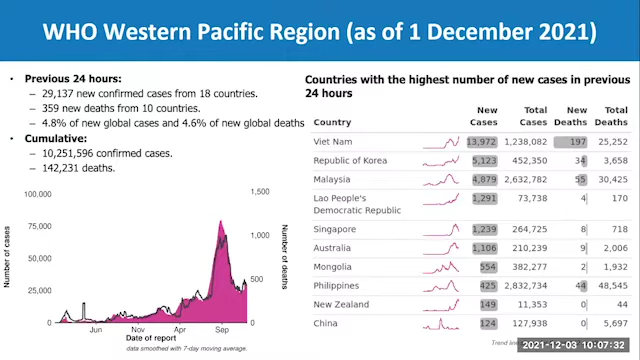 WHO Western Pacific Region (as of 1 December 2021)
• Previous 24 hours:
– 29,137 new confirmed cases from 18 countries.
– 359 new deaths from 10 countries.
– 4.8% of new global cases and 4.6% of new global deaths
• Cumulative:
– 10,251,596 confirmed cases.
– 142,231 deaths.
100,000
75,000
50,000
25,000
0
Number of cases
1,500
1,000
500
0
Number of deaths
Jun Nov Apr Sep
Date of report
data smoothed with 7-day moving average.
Countries with the highest number of new cases in previous
24 hours
Country New Cases Total Cases New Deaths Total Deaths
Viet Nam 13,972 1,238,082 197 25,252
Republic of Korea 5,123 452,350 34 3,658
Malaysia 4,879 2,632,782 55 30,425
Lao People's Democratic Republic 1,291 73,738 4 170
Singapore 1,239 264,725 8 718
Australia 1,106 210,239 9 2,006
Mongolia 554 382,277 2 1,932
Philippines 425 2,832,734 44 48,545
New Zealand 149 11,353 0 44
China 124 127,938 0 5,697
Trend
2021-12-03 10:07:32